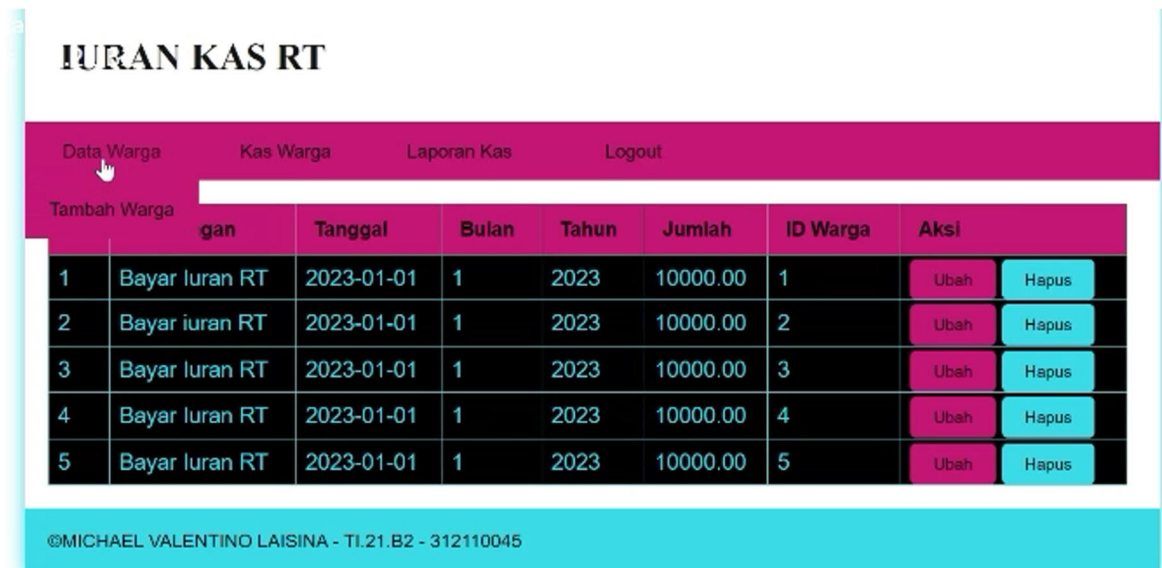 IURAN KAS RT
Data Warga Kas Warga Laporan Kas Logout
Tambah Warga
gan Tanggal Bulan Tahun Jumlah ID Warga Aksi
1 Bayar Iuran RT 2023-01-01 1 2023 10000.00 1 Ubah Hapus
2 Bayar iuran RT 2023-01-01 1 2023 10000.00 2 Ubah Hapus
3 Bayar Iuran RT 2023-01-01 1 2023 10000.00 3 Ubah Hapus
4 Bayar Iuran RT 2023-01-01 1 2023 10000.00 4 Ubah Hapus
5 Bayar Iuran RT 2023-01-01 1 2023 10000.00 5 Ubah Hapus
©MICHAEL VALENTINO LAISINA - TI.21.B2 - 312110045